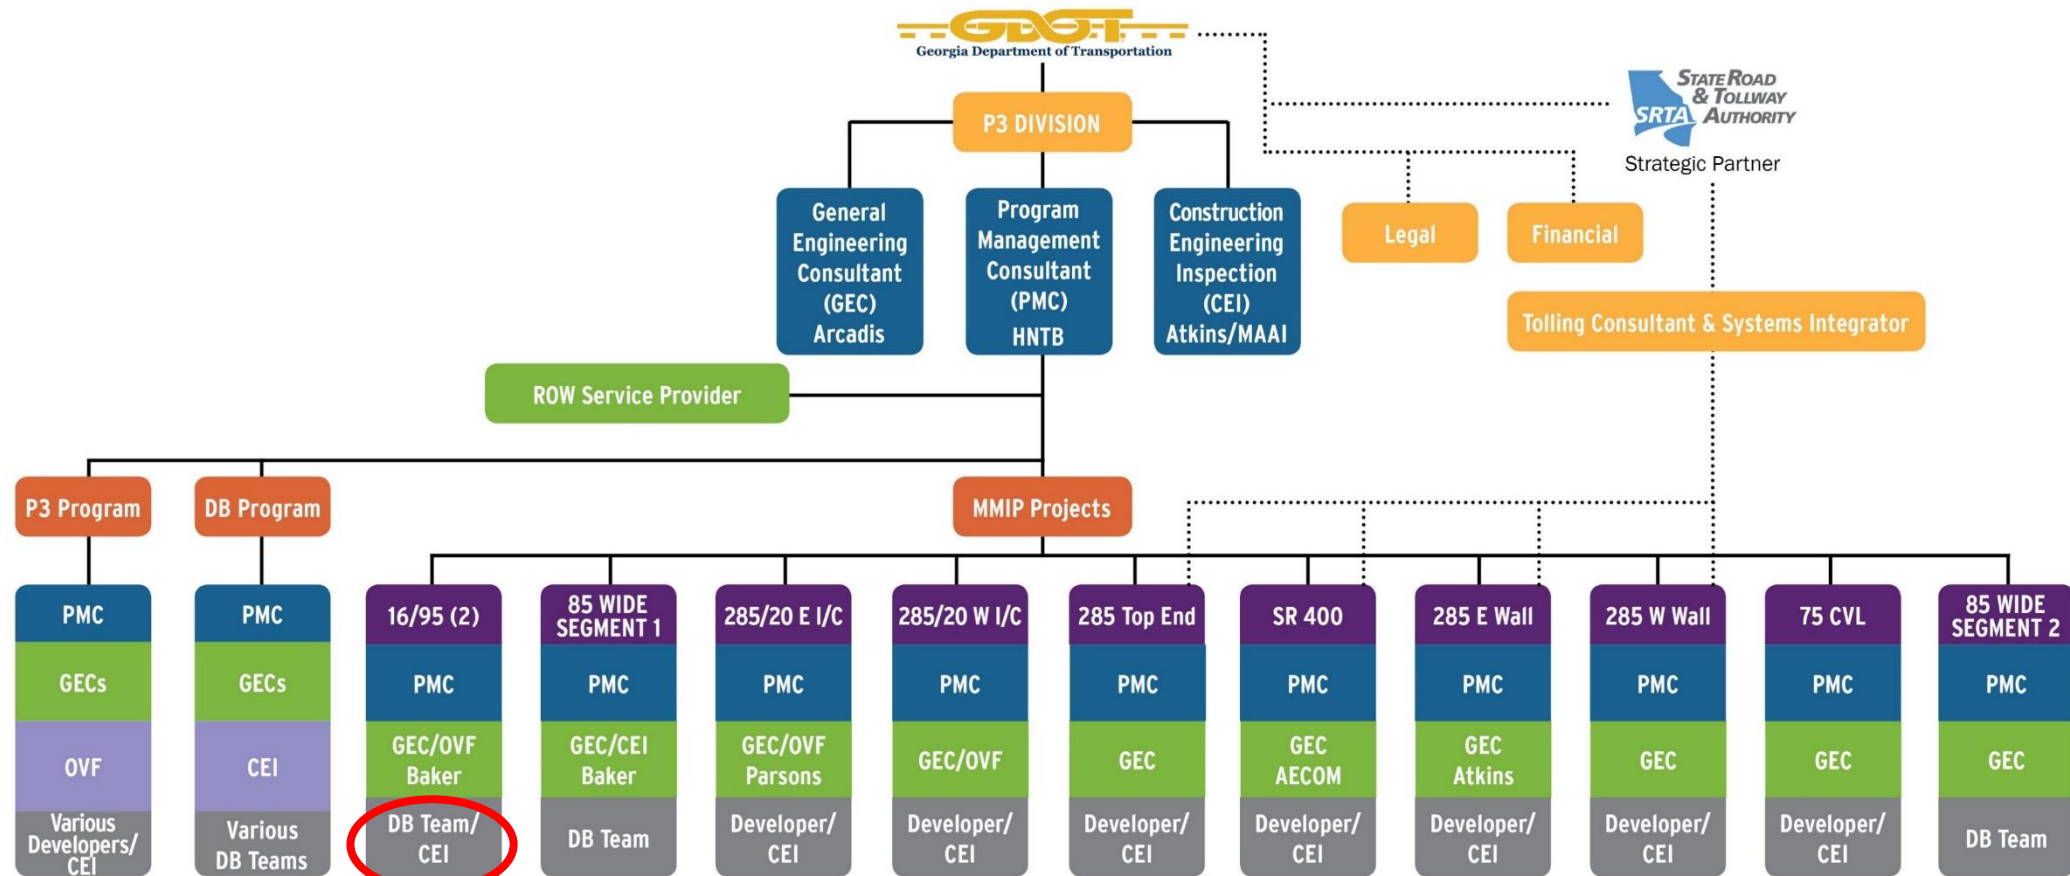 GDOT
Georgia Department of Transportation
STATE ROAD
& TOLLWAY
SRTA AUTHORITY
Strategic Partner
P3 DIVISION
General
Engineering
Consultant
(GEC)
Arcadis
Program
Management
Consultant
(PMC)
HNTB
Construction
Engineering
Inspection
(CEI)
Atkins/MAAI
Legal
Financial
Tolling Consultant & Systems Integrator
ROW Service Provider
P3 Program
DB Program
MMIP Projects
PMC
GECs
OVF
Various
Developers/
CEI
PMC
GECs
CEI
Various
DB Teams
16/95 (2)
PMC
GEC/OVF
Baker
DB Team/
CEI
85 WIDE
SEGMENT 1
PMC
GEC/CEI
Baker
DB Team
285/20 E I/C
PMC
GEC/OVF
Parsons
Developer/
CEI
285/20 W I/C
PMC
GEC/OVF
Developer/
CEI
285 Top End
PMC
GEC
Developer/
CEI
SR 400
PMC
GEC
AECOM
Developer/
CEI
285 E Wall
PMC
GEC
Atkins
Developer/
CEI
285 W Wall
PMC
GEC
Developer/
CEI
75 CVL
PMC
GEC
Developer/
CEI
85 WIDE
SEGMENT 2
PMC
GEC
DB Team